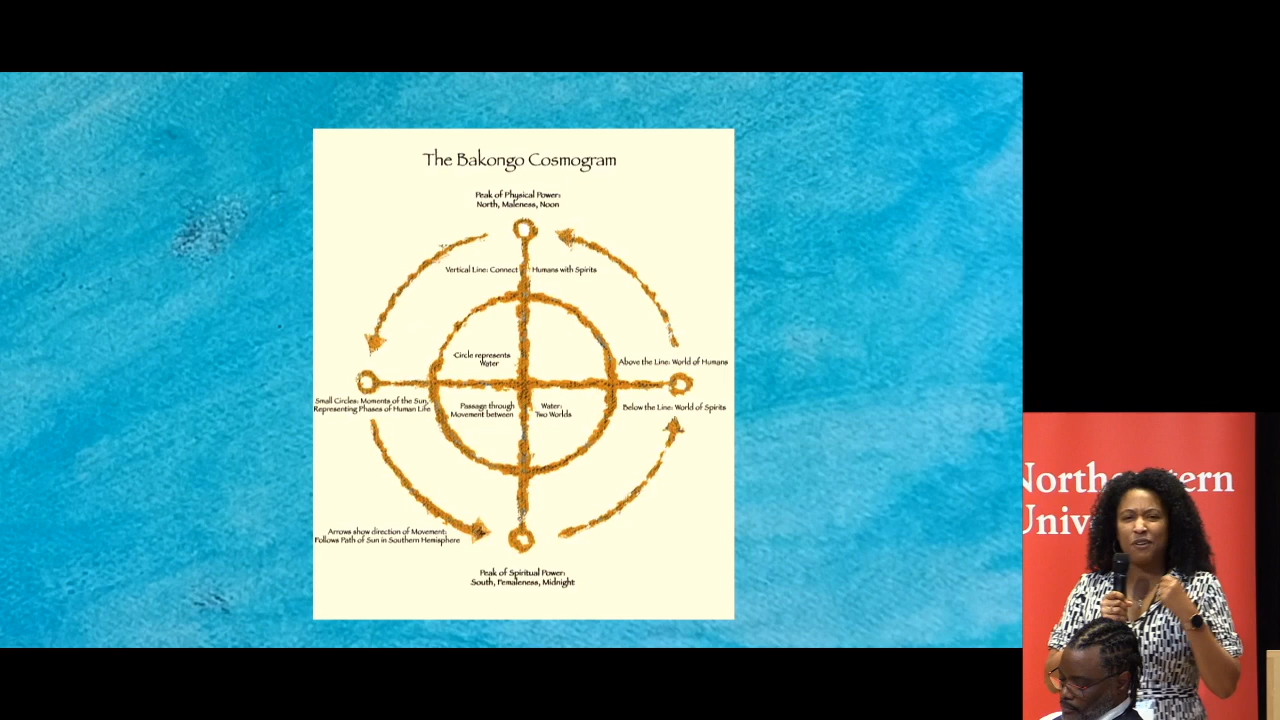 The Bakongo Cosmogram
Peak of Physical Power:
North, Maleness, Noon
Vertical Line: Connect Humans with Spirits
Circle represents
Water
Above the Line: World of Humans
Small Circles: Moments of the Sun,
Representing Phases of Human Life
Passage through Water:
Movement between Two Worlds
Below the Line: World of Spirits
Arrows show direction of Movement:
Follows Path of Sun in Southern Hemisphere
Peak of Spiritual Power:
South, Femaleness, Midnight
Northeastern
Univ